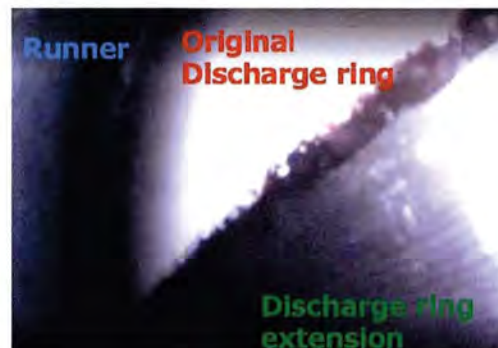 Runner
Original
Discharge ring
Discharge ring
extension